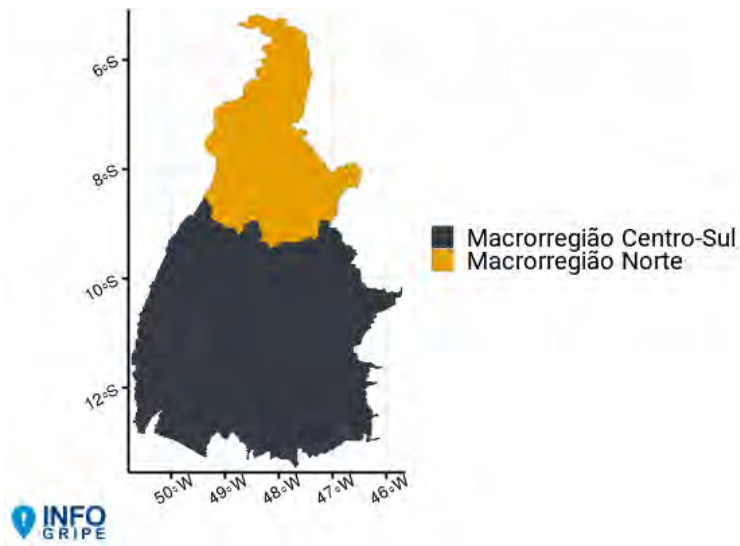 6°S
8°S
10°S
12°S
50°W
49°W
48°W
47°W
46°W
Macrorregião Centro-Sul
Macrorregião Norte
INFO
GRIPE